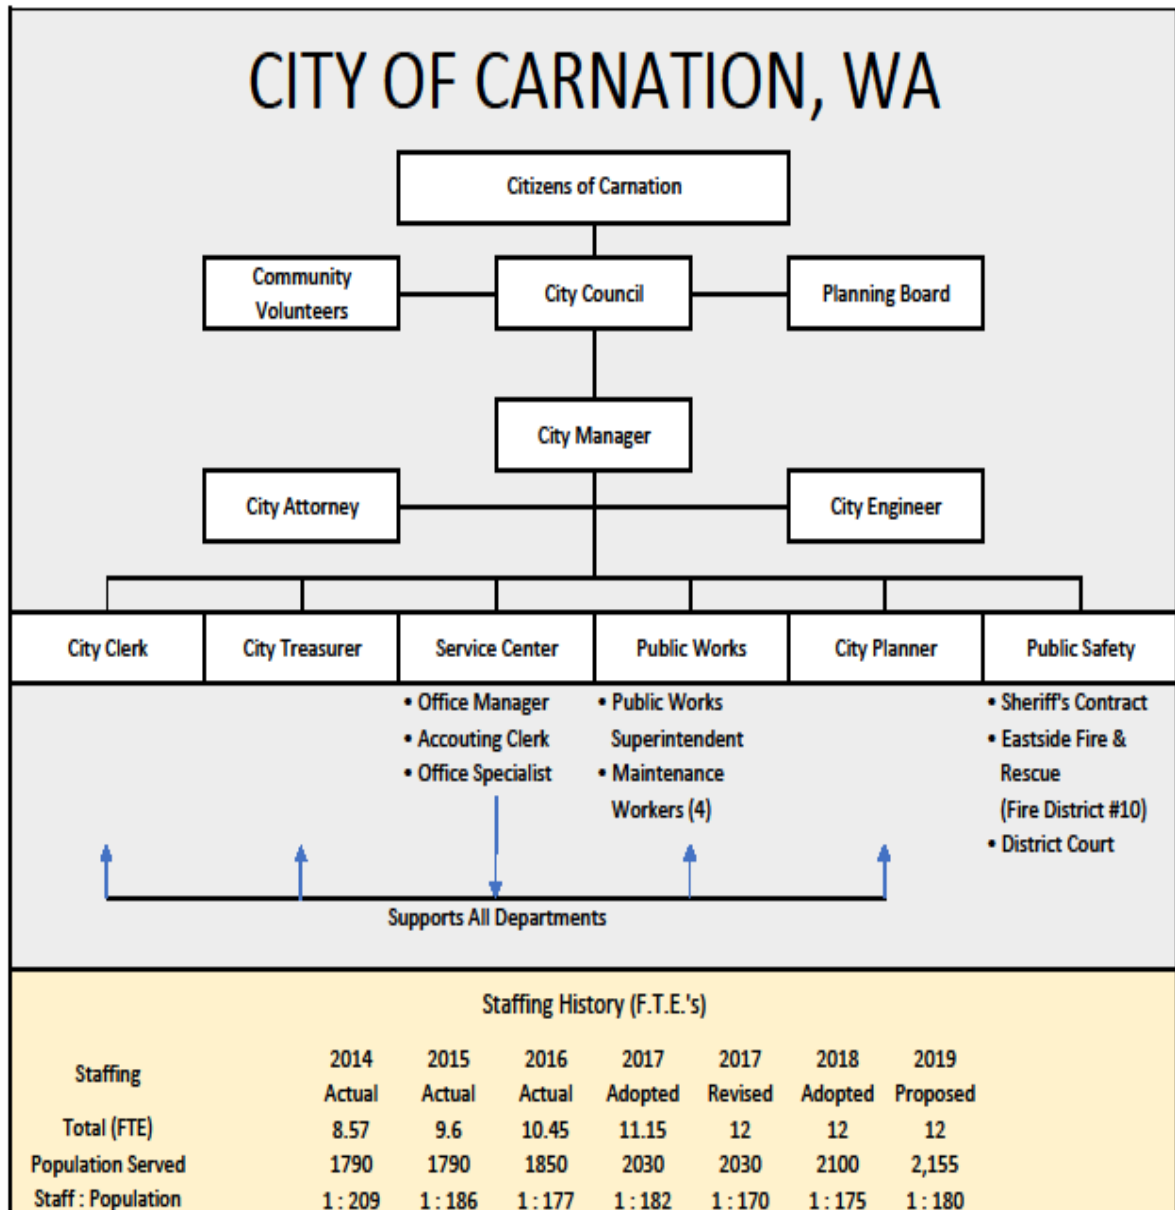 CITY OF CARNATION, WA
Citizens of Carnation
Community
Volunteers
City Council
Planning Board
City Manager
City Attorney
City Engineer
City Clerk
City Treasurer
Service Center
Public Works
City Planner
Public Safety
• Office Manager
• Accouting Clerk
• Office Specialist
• Public Works
Superintendent
• Maintenance
Workers (4)
• Sheriff's Contract
• Eastside Fire &
Rescue
(Fire District #10)
• District Court
Supports All Departments
Staffing History (F.T.E.'s)
Staffing 2014 2015 2016 2017 2017 2018 2019
Actual Actual Actual Adopted Revised Adopted Proposed
Total (FTE) 8.57 9.6 10.45 11.15 12 12 12
Population Served 1790 1790 1850 2030 2030 2100 2,155
Staff : Population 1 : 209 1 : 186 1 : 177 1 : 182 1 : 170 1 : 175 1 : 180